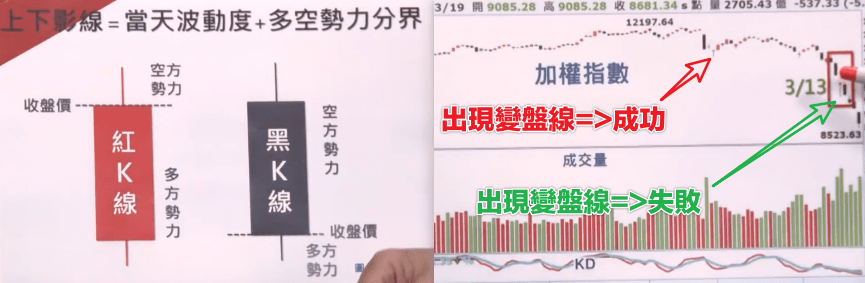 上下影線=當天波動度+多空勢力分界
空方勢力
收盤價
紅K線
多方勢力
黑K線
空方勢力
收盤價
多方勢力
圖
3/19 開 9085.28 高 9085.28 收 8681.34 s 點 量 2705.43 億 -537.33 (-5.
12197.64
加權指數
3/13
出現變盤線=>成功
8523.63
成交量
出現變盤線=>失敗
KD